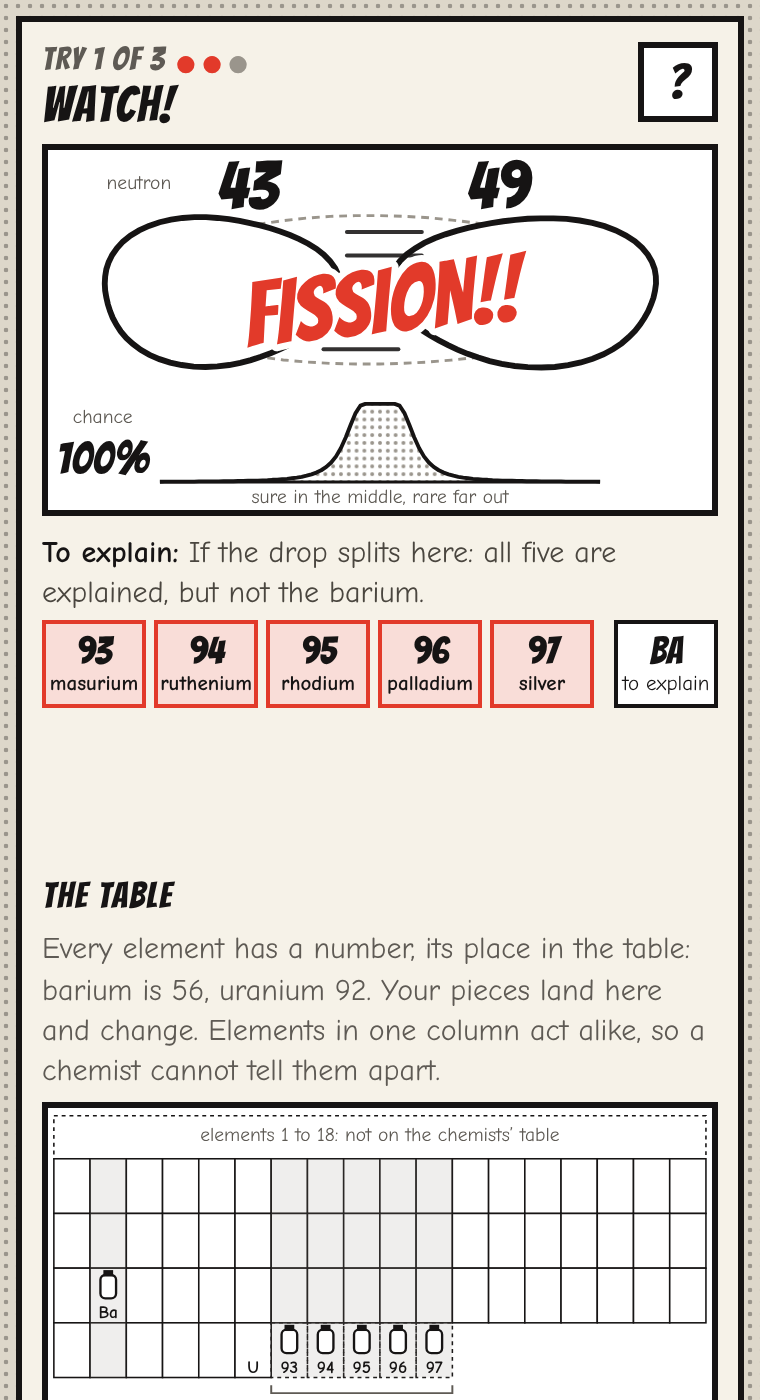 TRY 1 OF 3
WATCH!
?
neutron
43
49
FISSION!!
chance
100%
sure in the middle, rare far out
To explain: If the drop splits here: all five are
explained, but not the barium.
93
masurium
94
ruthenium
95
rhodium
96
palladium
97
silver
BA
to explain
THE TABLE
Every element has a number, its place in the table:
barium is 56, uranium 92. Your pieces land here
and change. Elements in one column act alike, so a
chemist cannot tell them apart.
elements 1 to 18: not on the chemists' table
Ba
U 93 94 95 96 97